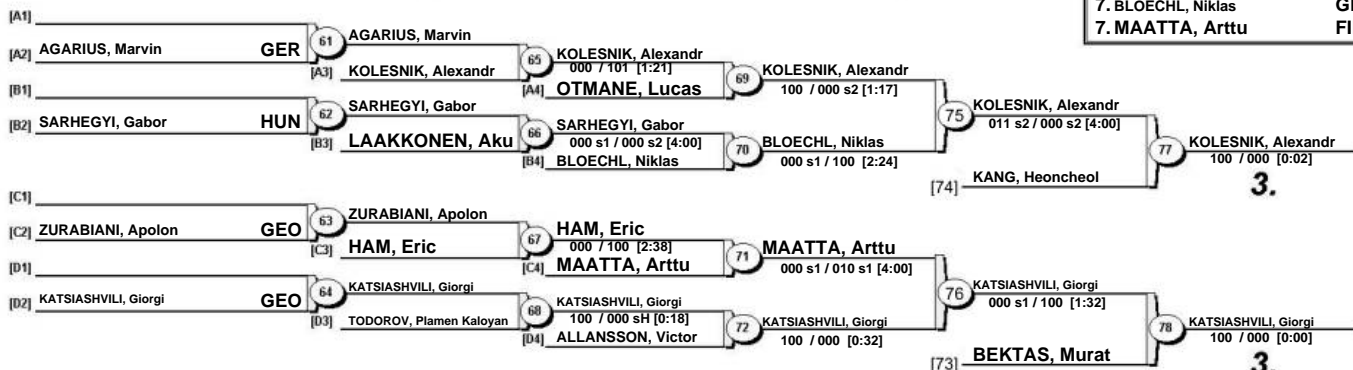 7. BLOECHL, Niklas
7. MAATTA, Arttu FI
[A1]
[A2] AGARIUS, Marvin GER
61 AGARIUS, Marvin
[A3] KOLESNIK, Alexandr
65 KOLESNIK, Alexandr
000 / 101 [1:21]
[A4] OTMANE, Lucas
69 KOLESNIK, Alexandr
100 / 000 s2 [1:17]
[B1]
[B2] SARHEGYI, Gabor HUN
62 SARHEGYI, Gabor
[B3] LAAKKONEN, Aku
66 SARHEGYI, Gabor
000 s1 / 000 s2 [4:00]
[B4] BLOECHL, Niklas
70 BLOECHL, Niklas
000 s1 / 100 [2:24]
75 KOLESNIK, Alexandr
011 s2 / 000 s2 [4:00]
[74] KANG, Heoncheol
77 KOLESNIK, Alexandr
100 / 000 [0:02]
3.
[C1]
[C2] ZURABIANI, Apolon GEO
63 ZURABIANI, Apolon
[C3] HAM, Eric
67 HAM, Eric
000 / 100 [2:38]
[C4] MAATTA, Arttu
71 MAATTA, Arttu
000 s1 / 010 s1 [4:00]
[D1]
[D2] KATSIASHVILI, Giorgi GEO
64 KATSIASHVILI, Giorgi
[D3] TODOROV, Plamen Kaloyan
68 KATSIASHVILI, Giorgi
100 / 000 sH [0:18]
[D4] ALLANSSON, Victor
72 KATSIASHVILI, Giorgi
100 / 000 [0:32]
76 KATSIASHVILI, Giorgi
000 s1 / 100 [1:32]
[73] BEKTAS, Murat
78 KATSIASHVILI, Giorgi
100 / 000 [0:00]
3.